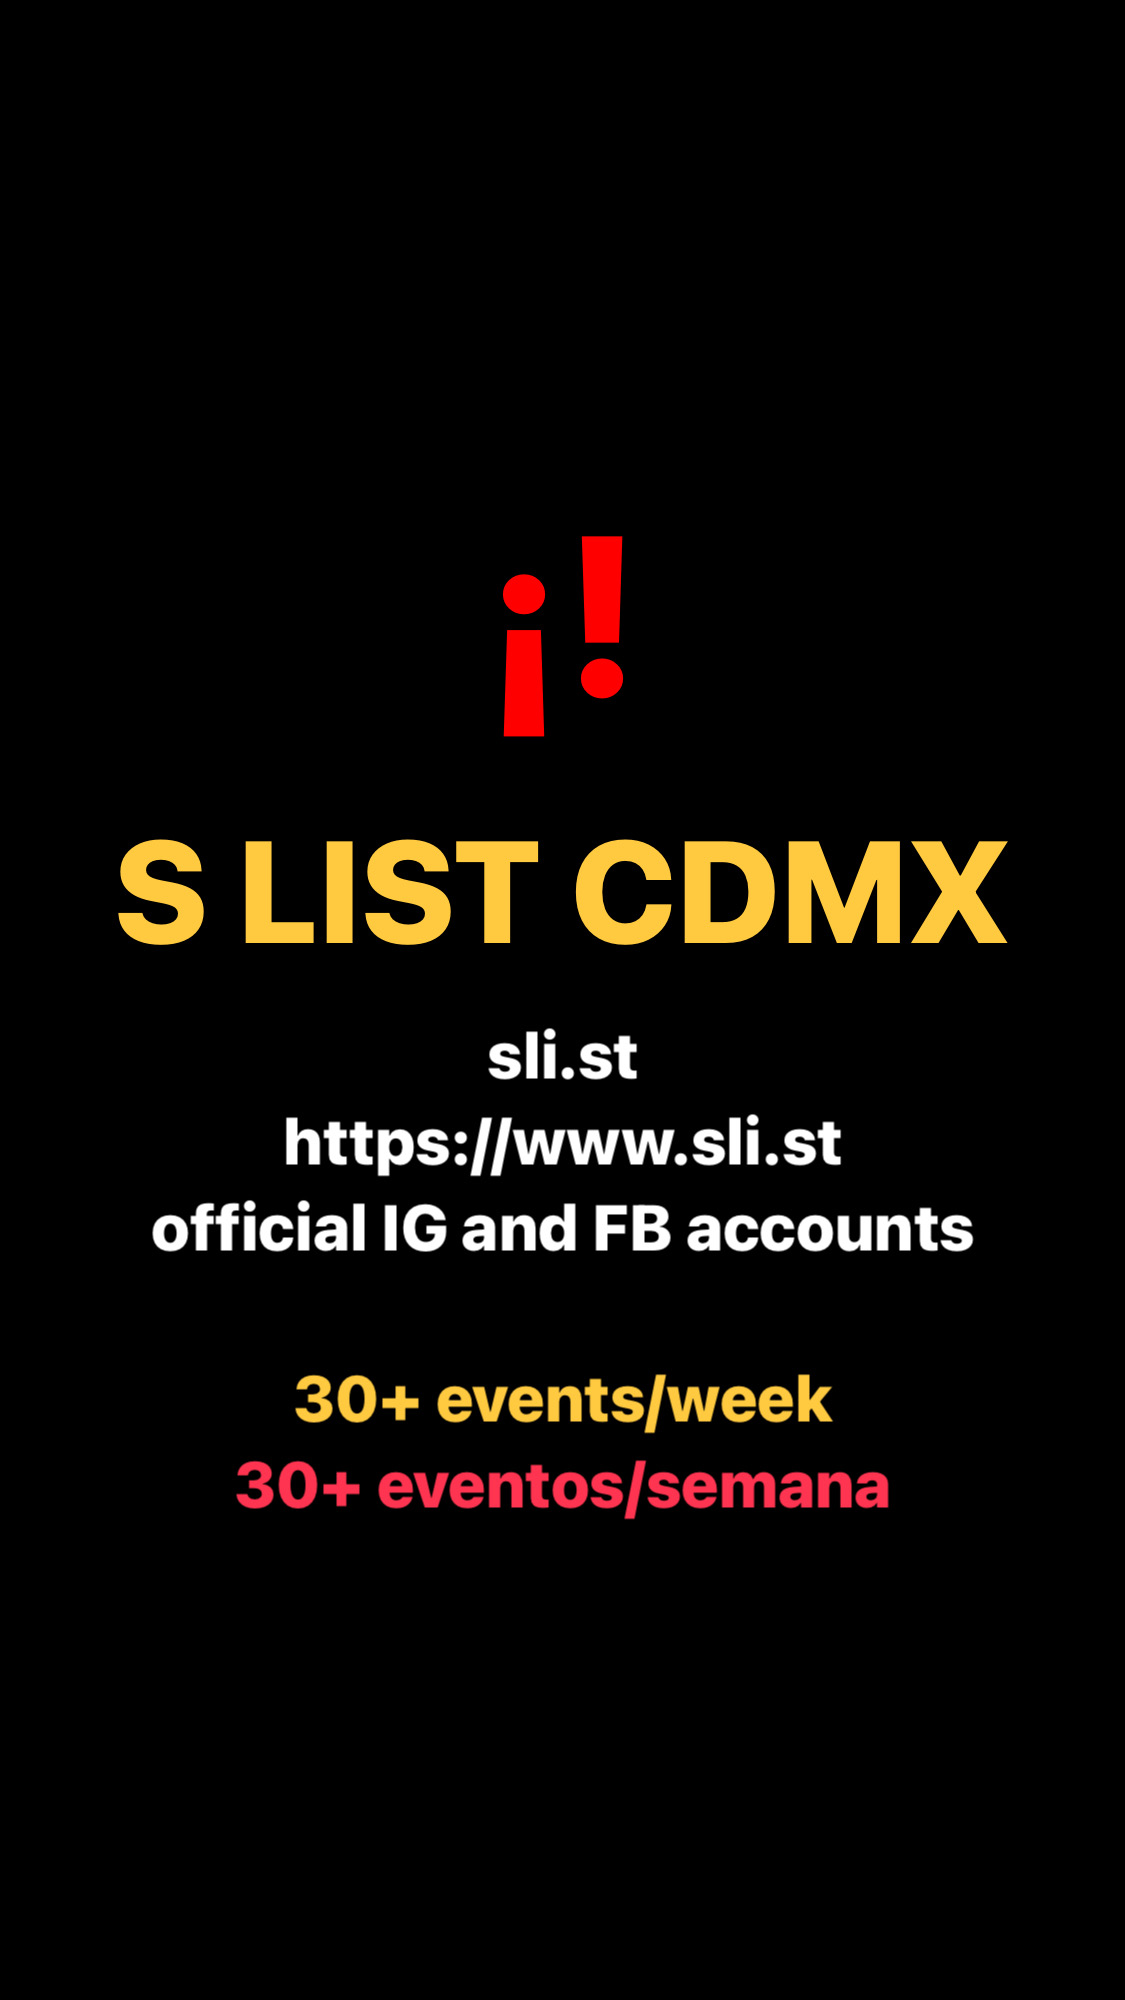 ¡!
S LIST CDMX
sli.st
https://www.sli.st
official IG and FB accounts
30+ events/week
30+ eventos/semana